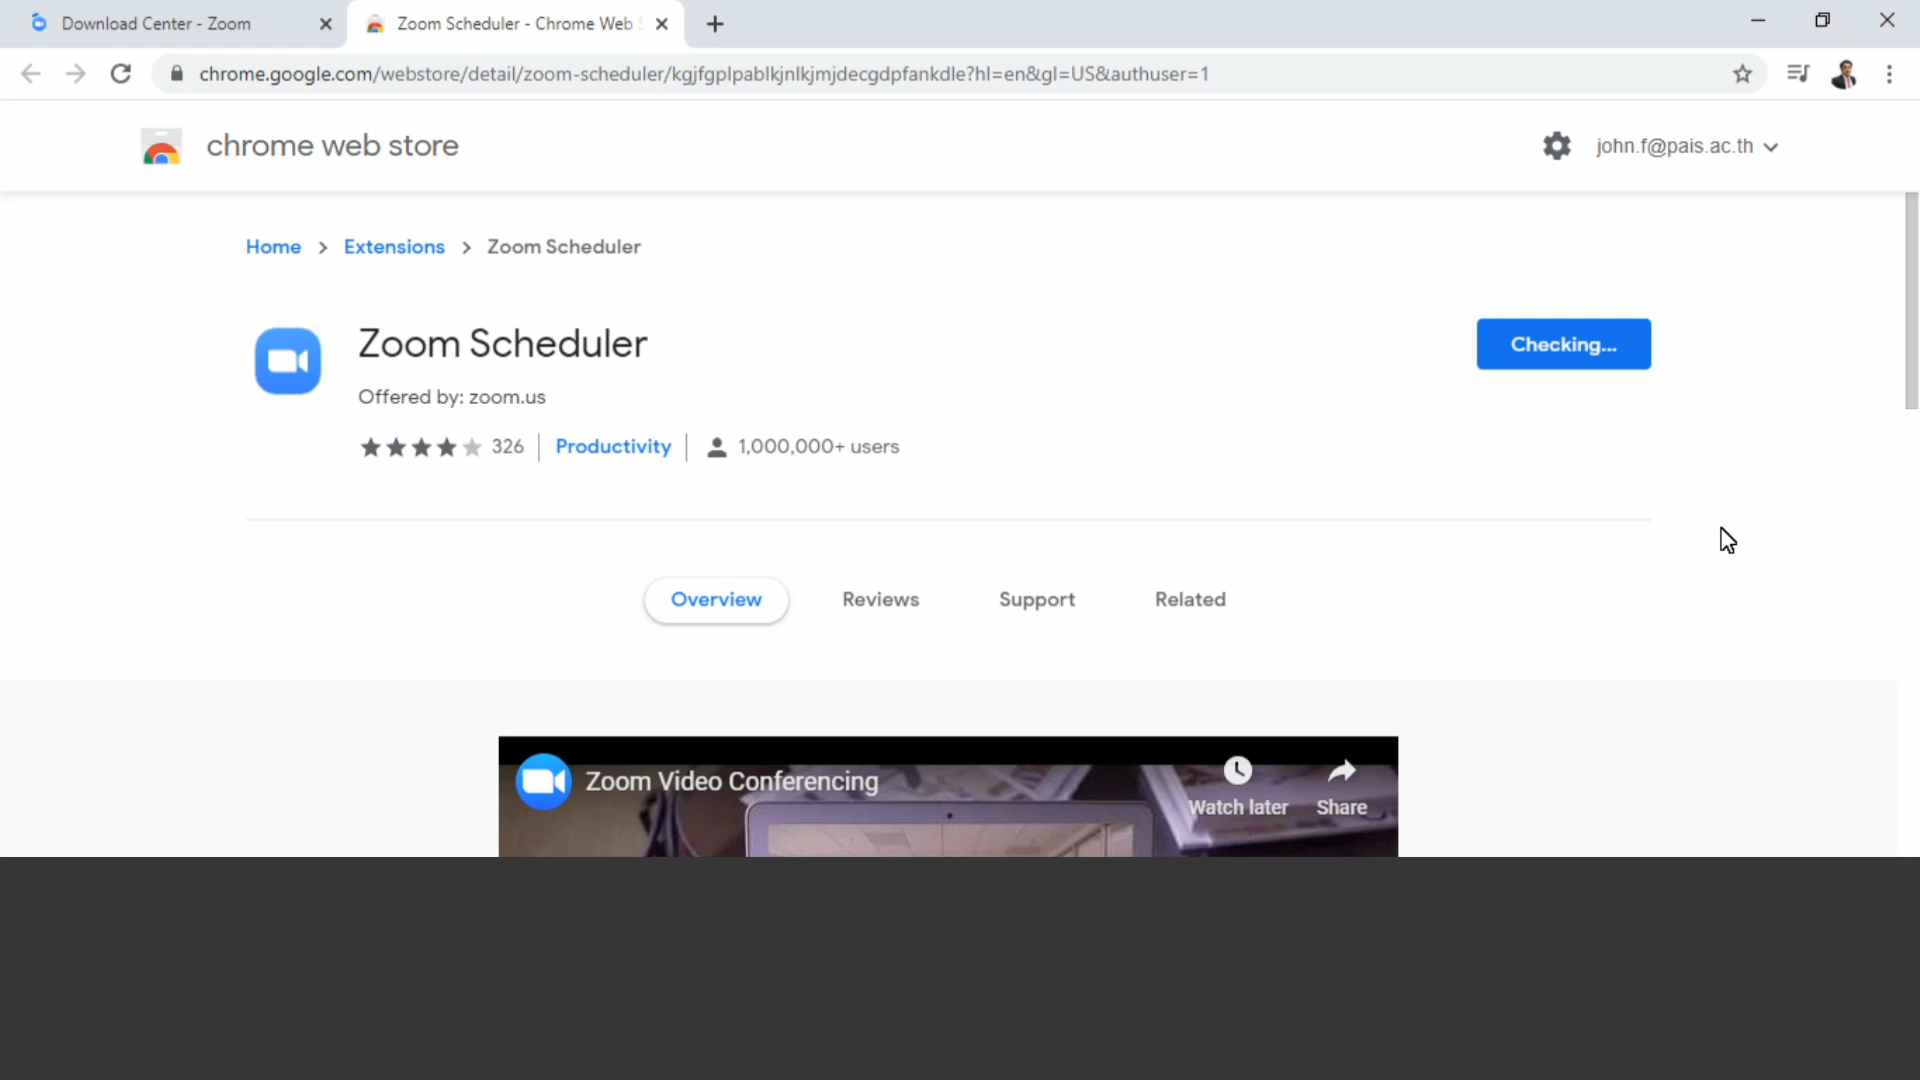 Download Center - Zoom
Zoom Scheduler - Chrome Web S
chrome.google.com/webstore/detail/zoom-scheduler/kgjfgplpablkjnlkjmjdecgdpfankdle?hl=en&gl=US&authuser=1
chrome web store
john.f@pais.ac.th
Home > Extensions > Zoom Scheduler
Zoom Scheduler
Checking...
Offered by: zoom.us
326 Productivity 1,000,000+ users
Overview Reviews Support Related
Zoom Video Conferencing
Watch later Share